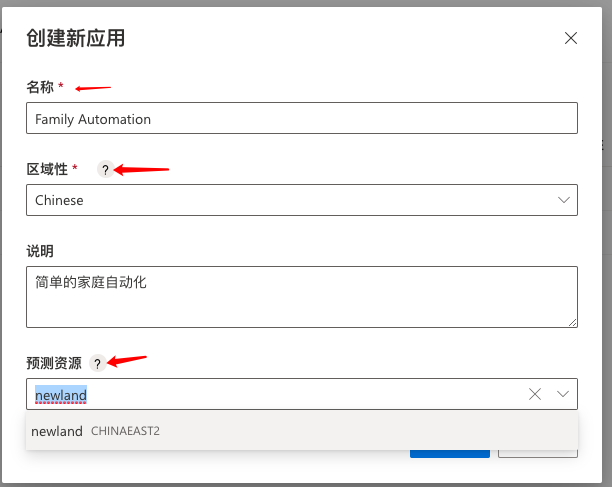 创建新应用
名称 *
Family Automation
区域性 * ?
Chinese
说明
简单的家庭自动化
预测资源 ?
newland
newland CHINAEAST2